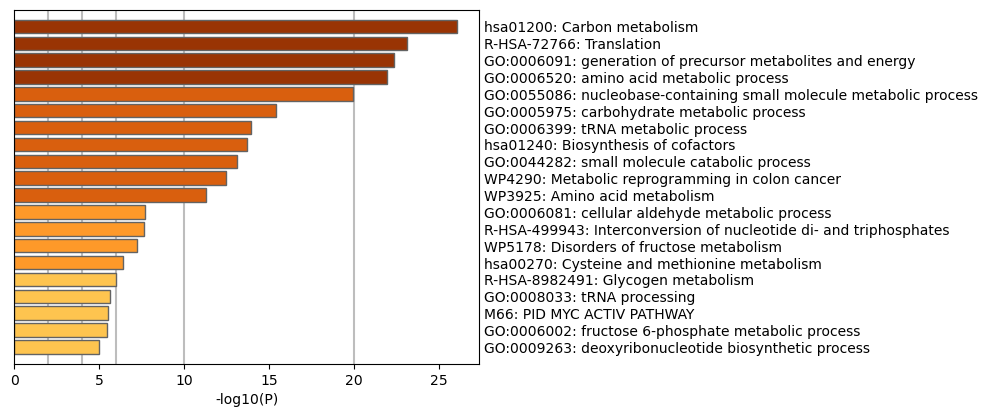 hsa01200: Carbon metabolism
R-HSA-72766: Translation
GO:0006091: generation of precursor metabolites and energy
GO:0006520: amino acid metabolic process
GO:0055086: nucleobase-containing small molecule metabolic process
GO:0005975: carbohydrate metabolic process
GO:0006399: tRNA metabolic process
hsa01240: Biosynthesis of cofactors
GO:0044282: small molecule catabolic process
WP4290: Metabolic reprogramming in colon cancer
WP3925: Amino acid metabolism
GO:0006081: cellular aldehyde metabolic process
R-HSA-499943: Interconversion of nucleotide di- and triphosphates
WP5178: Disorders of fructose metabolism
hsa00270: Cysteine and methionine metabolism
R-HSA-8982491: Glycogen metabolism
GO:0008033: tRNA processing
M66: PID MYC ACTIV PATHWAY
GO:0006002: fructose 6-phosphate metabolic process
GO:0009263: deoxyribonucleotide biosynthetic process
0 5 10 15 20 25
-log10(P)